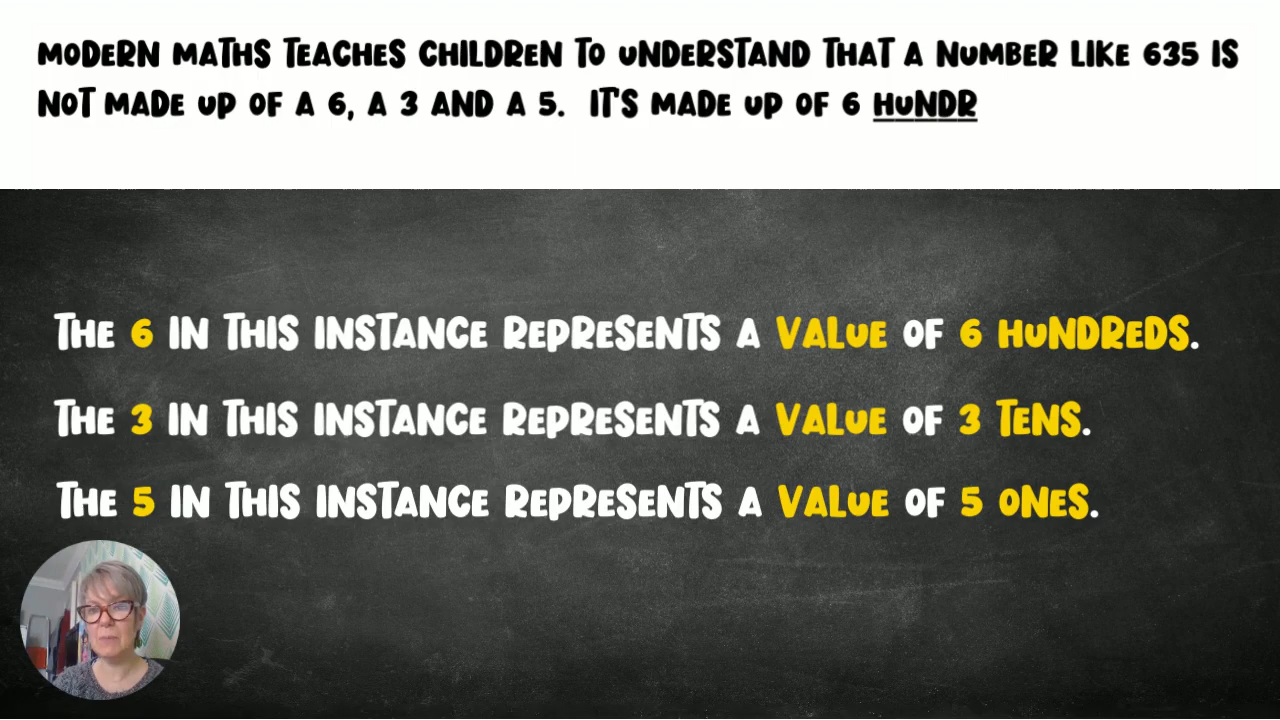 MODERN MATHS TEACHES CHILDREN TO UNDERSTAND THAT A NUMBER LIKE 635 IS
NOT MADE UP OF A 6, A 3 AND A 5. IT'S MADE UP OF 6 HUNDR
THE 6 IN THIS INSTANCE REPRESENTS A VALUE OF 6 HUNDREDS.
THE 3 IN THIS INSTANCE REPRESENTS A VALUE OF 3 TENS.
THE 5 IN THIS INSTANCE REPRESENTS A VALUE OF 5 ONES.